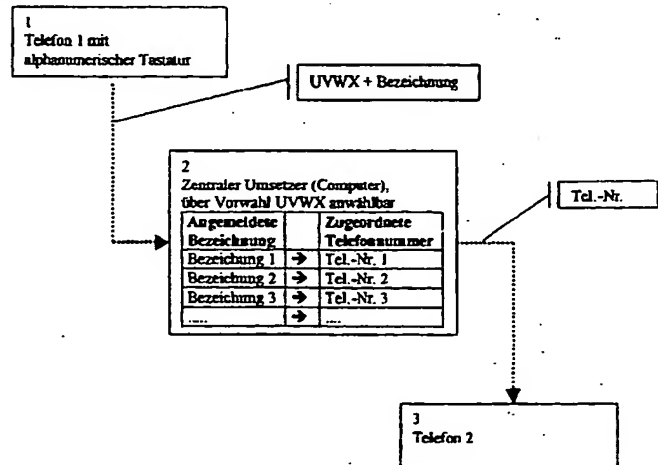 1
Telefon 1 mit
alphanumerischer Tastatur
UVWX + Bezeichnung
2
Zentraler Umsetzer (Computer),
über Vorwahl UVWX anwählbar
Angemeldete Bezeichnung Zugeordnete Telefonnummer
Bezeichung 1 → Tel.-Nr. 1
Bezeichnung 2 → Tel.-Nr. 2
Bezeichnung 3 → Tel.-Nr. 3
..... → ....
Tel.-Nr.
3
Telefon 2